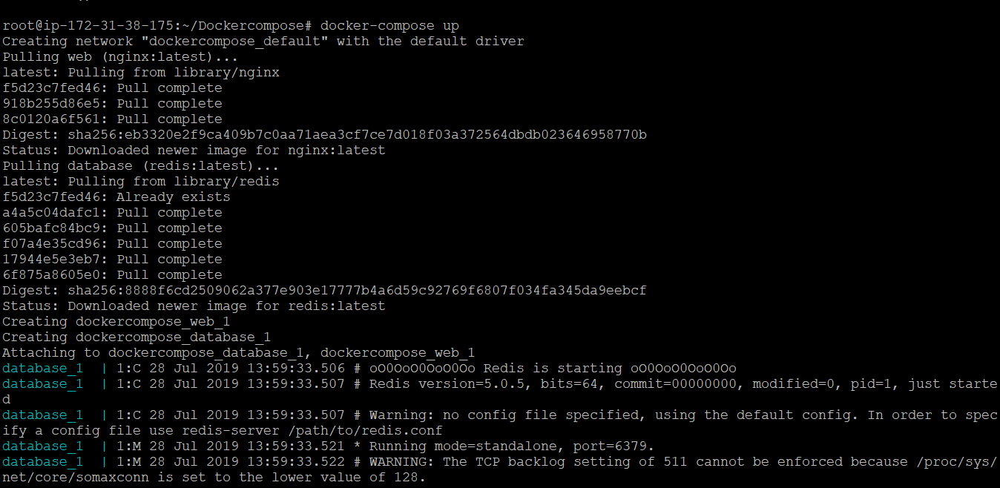 root@ip-172-31-38-175:~/Dockercompose# docker-compose up
Creating network "dockercompose_default" with the default driver
Pulling web (nginx:latest)...
latest: Pulling from library/nginx
f5d23c7fed46: Pull complete
918b255d86e5: Pull complete
8c0120a6f561: Pull complete
Digest: sha256:eb3320e2f9ca409b7c0aa71aea3cf7ce7d018f03a372564dbdb023646958770b
Status: Downloaded newer image for nginx:latest
Pulling database (redis:latest)...
latest: Pulling from library/redis
f5d23c7fed46: Already exists
a4a5c04dafc1: Pull complete
605bafc84bc9: Pull complete
f07a4e35cd96: Pull complete
17944e5e3eb7: Pull complete
6f875a8605e0: Pull complete
Digest: sha256:8888f6cd2509062a377e903e17777b4a6d59c92769f6807f034fa345da9eebcf
Status: Downloaded newer image for redis:latest
Creating dockercompose_web_1
Creating dockercompose_database_1
Attaching to dockercompose_database_1, dockercompose_web_1
database_1  | 1:C 28 Jul 2019 13:59:33.506 # oO0OoO0OoO0Oo Redis is starting oO0OoO0OoO0Oo
database_1  | 1:C 28 Jul 2019 13:59:33.507 # Redis version=5.0.5, bits=64, commit=00000000, modified=0, pid=1, just starte
d
database_1  | 1:C 28 Jul 2019 13:59:33.507 # Warning: no config file specified, using the default config. In order to spec
ify a config file use redis-server /path/to/redis.conf
database_1  | 1:M 28 Jul 2019 13:59:33.521 * Running mode=standalone, port=6379.
database_1  | 1:M 28 Jul 2019 13:59:33.522 # WARNING: The TCP backlog setting of 511 cannot be enforced because /proc/sys/
net/core/somaxconn is set to the lower value of 128.